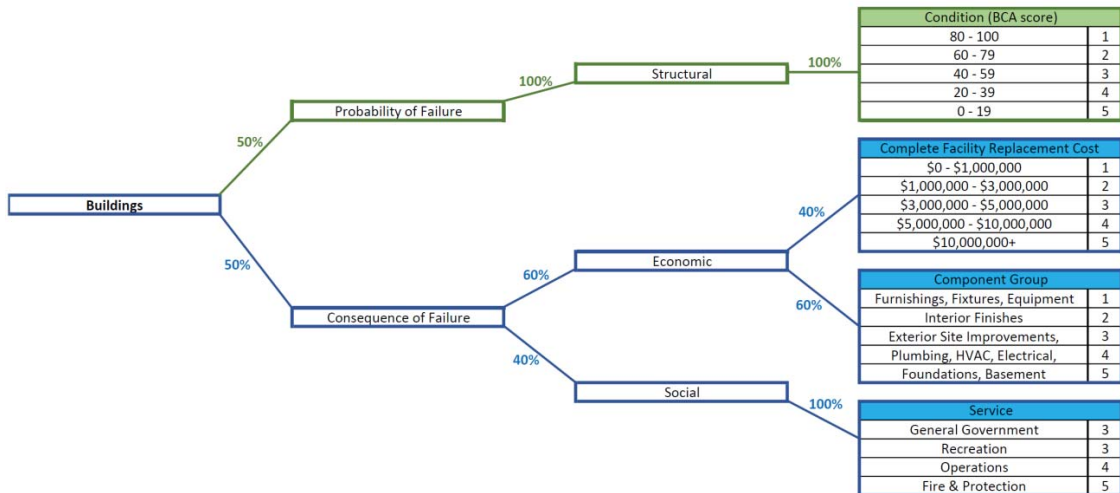 Condition (BCA score)
80 - 100 1
60 - 79 2
40 - 59 3
20 - 39 4
0 - 19 5
100%
Structural
100%
Probability of Failure
50%
Buildings
50%
Consequence of Failure
60%
Economic
40%
Complete Facility Replacement Cost
$0 - $1,000,000 1
$1,000,000 - $3,000,000 2
$3,000,000 - $5,000,000 3
$5,000,000 - $10,000,000 4
$10,000,000+ 5
60%
Component Group
Furnishings, Fixtures, Equipment 1
Interior Finishes 2
Exterior Site Improvements, 3
Plumbing, HVAC, Electrical, 4
Foundations, Basement 5
40%
Social
100%
Service
General Government 3
Recreation 3
Operations 4
Fire & Protection 5